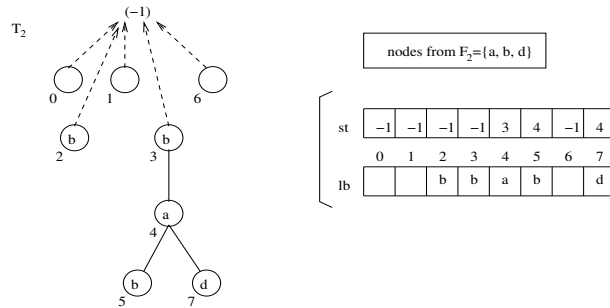 (−1)
T2
nodes from F2={a, b, d}
0 1 6
b b
2 3
st −1 −1 −1 −1 3 4 −1 4
0 1 2 3 4 5 6 7
lb b b a b d
a
4
b d
5 7